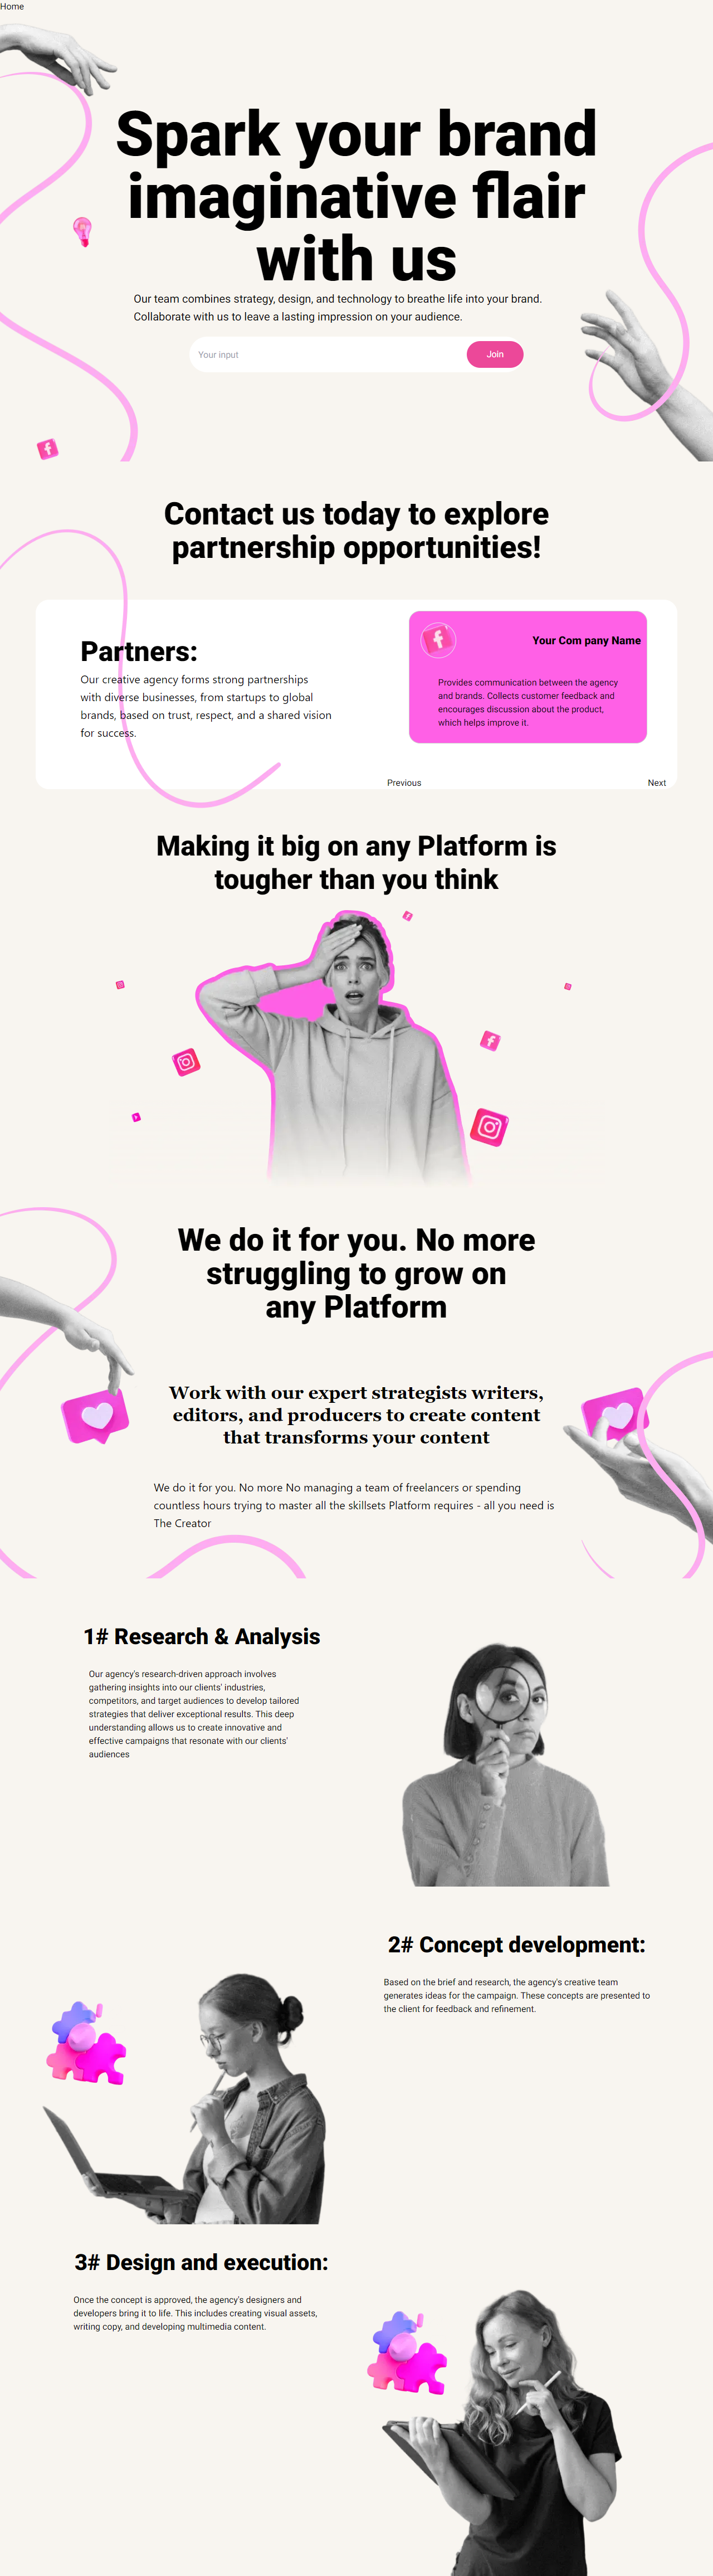 Home
Spark your brand
imaginative flair
with us
Our team combines strategy, design, and technology to breathe life into your brand.
Collaborate with us to leave a lasting impression on your audience.
Your input
Join
Contact us today to explore
partnership opportunities!
Partners:
Our creative agency forms strong partnerships
with diverse businesses, from startups to global
brands, based on trust, respect, and a shared vision
for success.
Your Com pany Name
Provides communication between the agency
and brands. Collects customer feedback and
encourages discussion about the product,
which helps improve it.
Previous
Next
Making it big on any Platform is
tougher than you think
We do it for you. No more
struggling to grow on
any Platform
Work with our expert strategists writers,
editors, and producers to create content
that transforms your content
We do it for you. No more No managing a team of freelancers or spending
countless hours trying to master all the skillsets Platform requires - all you need is
The Creator
1# Research & Analysis
Our agency's research-driven approach involves
gathering insights into our clients' industries,
competitors, and target audiences to develop tailored
strategies that deliver exceptional results. This deep
understanding allows us to create innovative and
effective campaigns that resonate with our clients'
audiences
2# Concept development:
Based on the brief and research, the agency's creative team
generates ideas for the campaign. These concepts are presented to
the client for feedback and refinement.
3# Design and execution:
Once the concept is approved, the agency's designers and
developers bring it to life. This includes creating visual assets,
writing copy, and developing multimedia content.